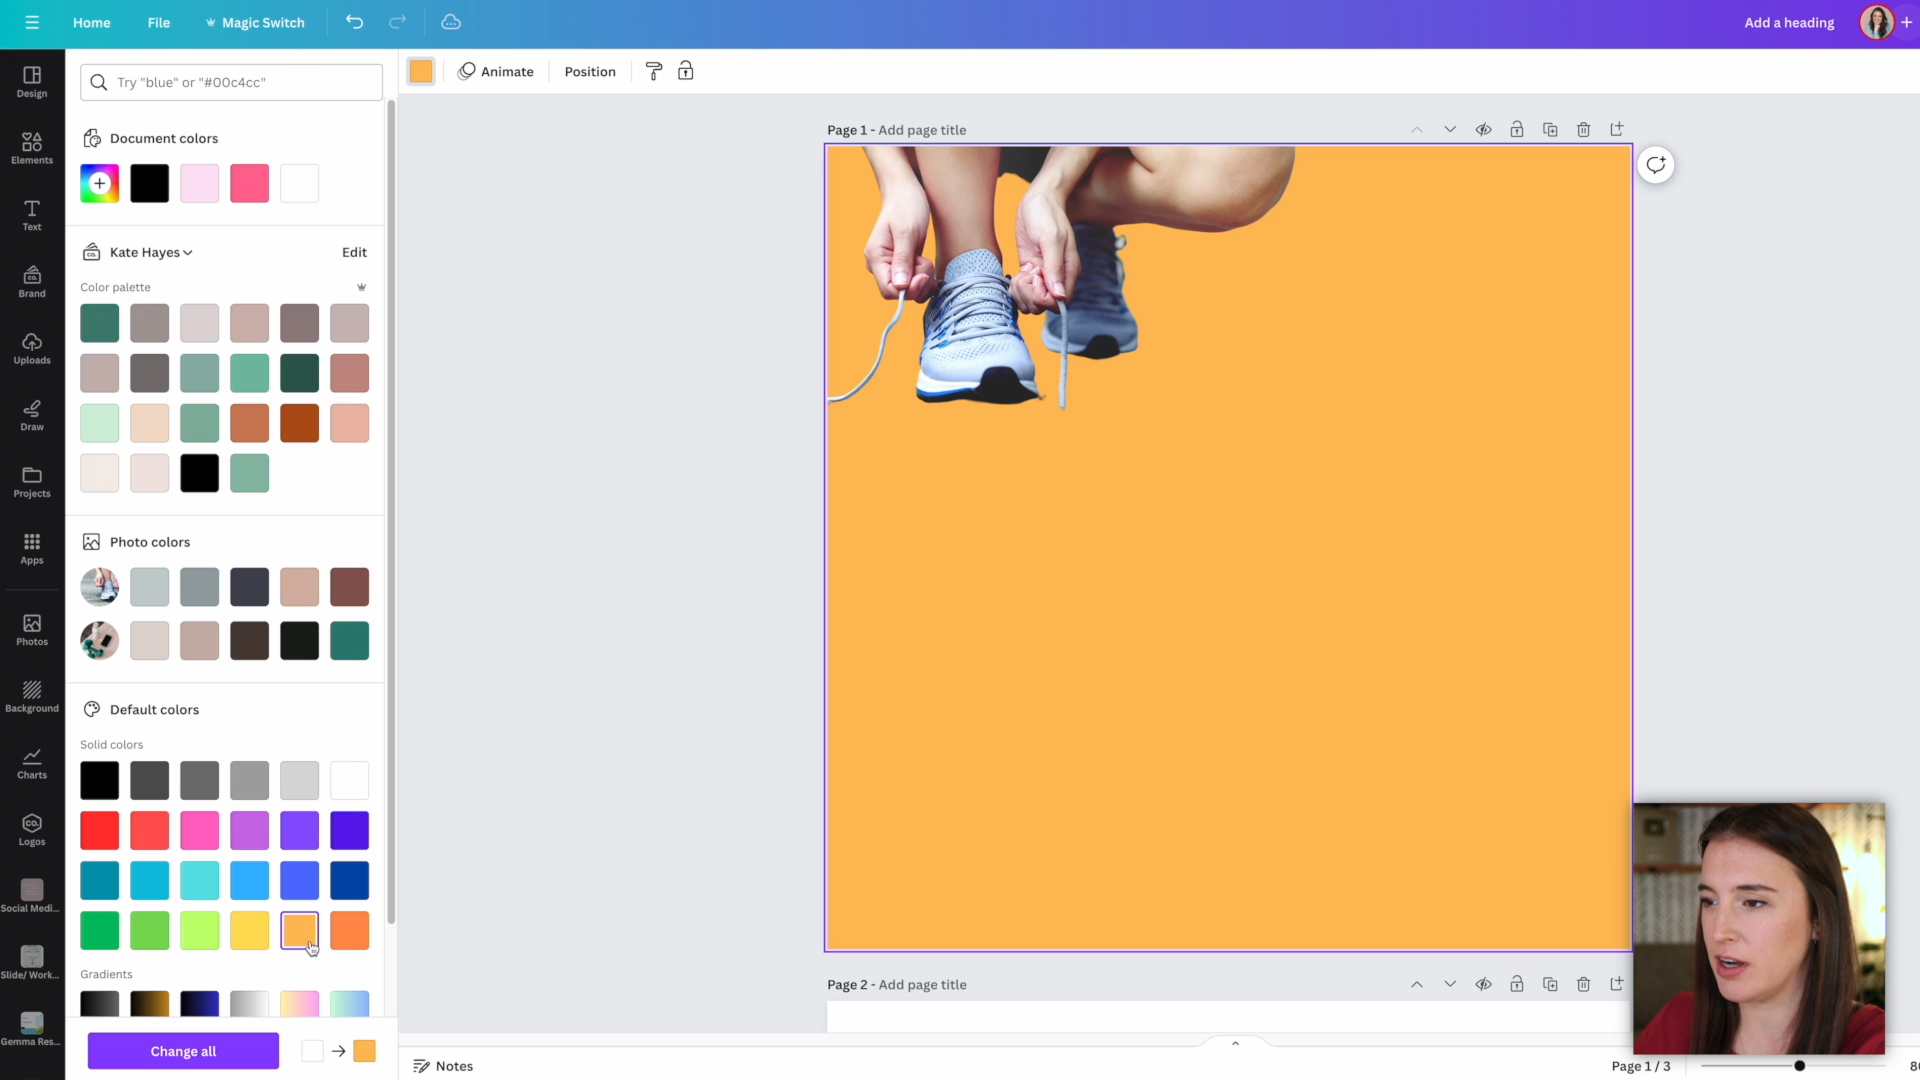 Home File Magic Switch Add a heading
Design
Elements
Text
Brand
Uploads
Draw
Projects
Apps
Photos
Background
Charts
CO.
Logos
Social Medi...
Slide/ Work...
Gemma Res...
Try "blue" or "#00c4cc"
Document colors
CO.
Kate Hayes Edit
Color palette
Photo colors
Default colors
Solid colors
Gradients
Change all
Animate Position
Page 1 - Add page title
Page 2 - Add page title
Notes
Page 1 / 3